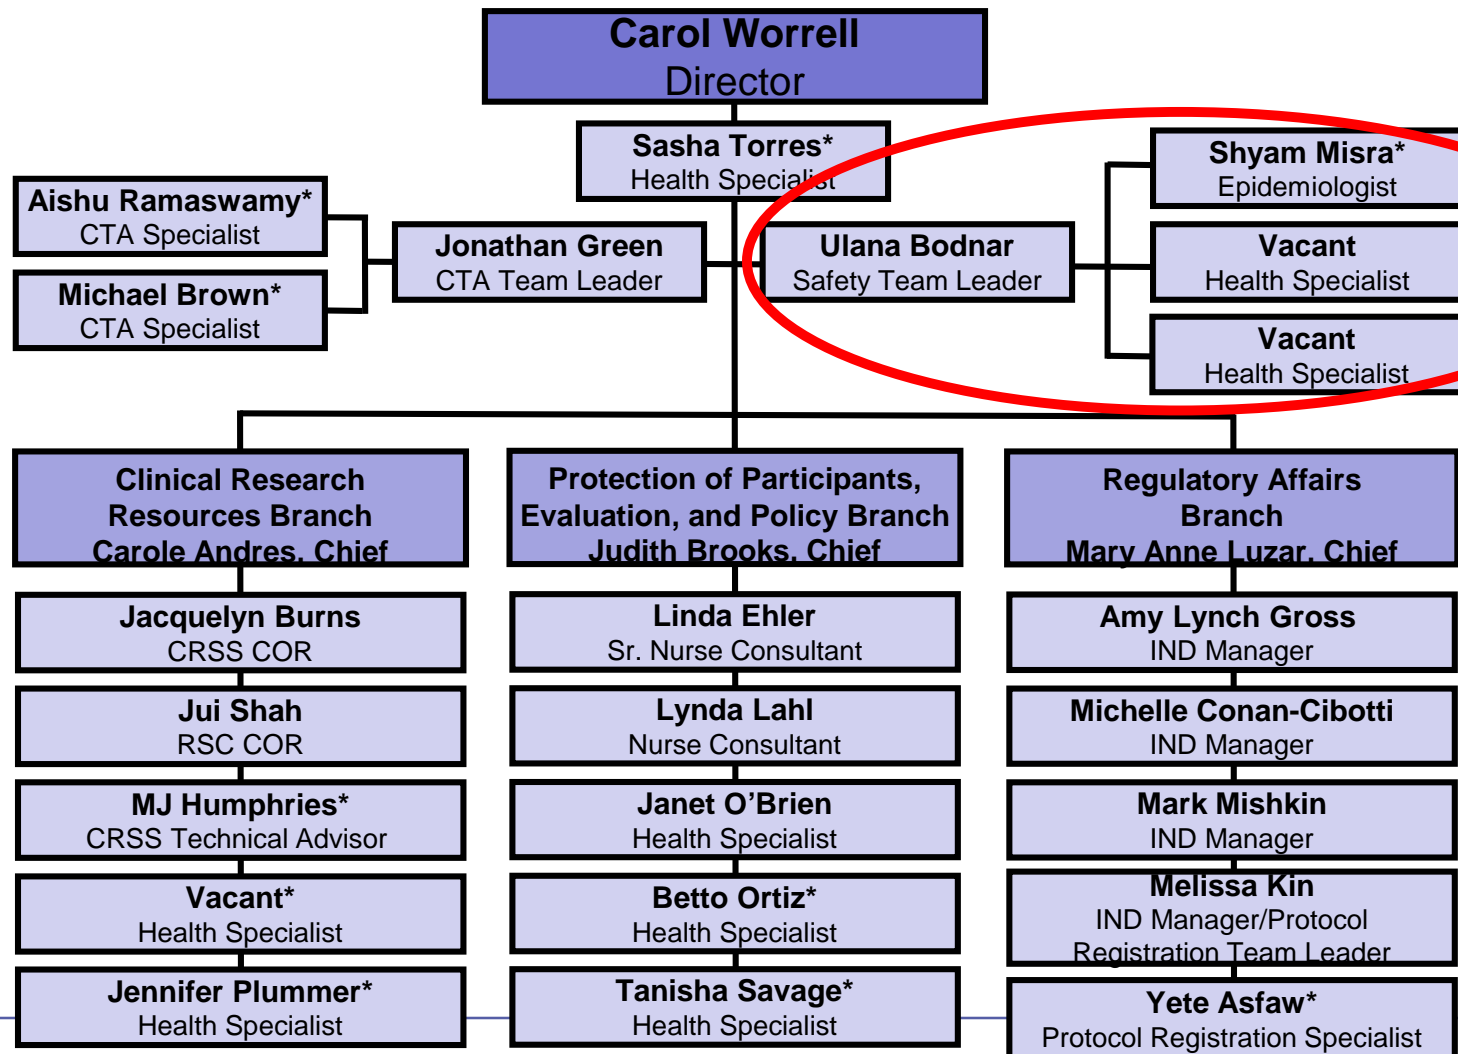 Carol Worrell
Director
Sasha Torres*
Health Specialist
Shyam Misra*
Epidemiologist
Aishu Ramaswamy*
CTA Specialist
Jonathan Green
CTA Team Leader
Ulana Bodnar
Safety Team Leader
Vacant
Health Specialist
Michael Brown*
CTA Specialist
Vacant
Health Specialist
Clinical Research
Resources Branch
Carole Andres, Chief
Jacquelyn Burns
CRSS COR
Jui Shah
RSC COR
MJ Humphries*
CRSS Technical Advisor
Vacant*
Health Specialist
Jennifer Plummer*
Health Specialist
Protection of Participants,
Evaluation, and Policy Branch
Judith Brooks, Chief
Linda Ehler
Sr. Nurse Consultant
Lynda Lahl
Nurse Consultant
Janet O’Brien
Health Specialist
Betto Ortiz*
Health Specialist
Tanisha Savage*
Health Specialist
Regulatory Affairs
Branch
Mary Anne Luzar, Chief
Amy Lynch Gross
IND Manager
Michelle Conan-Cibotti
IND Manager
Mark Mishkin
IND Manager
Melissa Kin
IND Manager/Protocol
Registration Team Leader
Yete Asfaw*
Protocol Registration Specialist